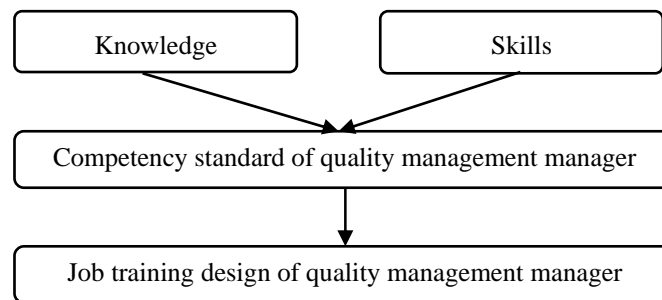 Knowledge
Skills
Competency standard of quality management manager
Job training design of quality management manager